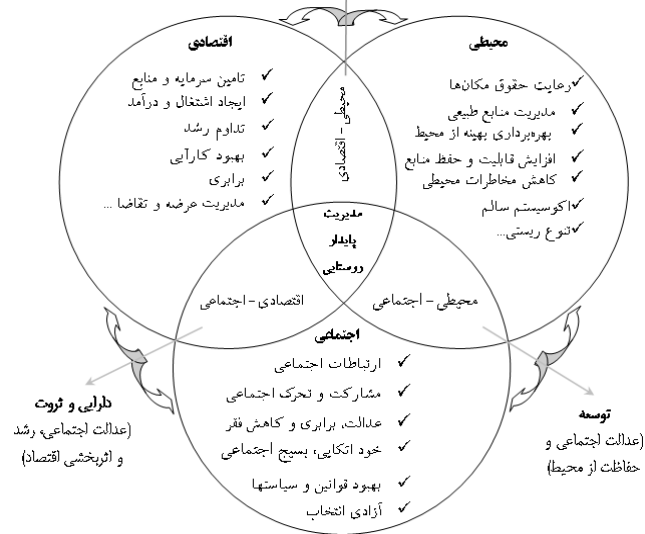 اقتصادی
تامین سرمایه و منابع
ایجاد اشتغال و درآمد
تداوم رشد
بهبود کارآیی
برابری
مدیریت عرضه و تقاضا ...
محیطی
رعایت حقوق مکان‌ها
مدیریت منابع طبیعی
بهره‌برداری بهینه از محیط
افزایش قابلیت و حفظ منابع
کاهش مخاطرات محیطی
اکوسیستم سالم
تنوع زیستی...
محیطی - اقتصادی
مدیریت
پایدار
روستایی
اقتصادی - اجتماعی
محیطی - اجتماعی
اجتماعی
ارتباطات اجتماعی
مشارکت و تحرک اجتماعی
عدالت، برابری و کاهش فقر
خود اتکایی، بسیج اجتماعی
بهبود قوانین و سیاستها
آزادی انتخاب
دارایی و ثروت
(عدالت اجتماعی، رشد
و اثربخشی اقتصاد)
توسعه
(عدالت اجتماعی و
حفاظت از محیط)